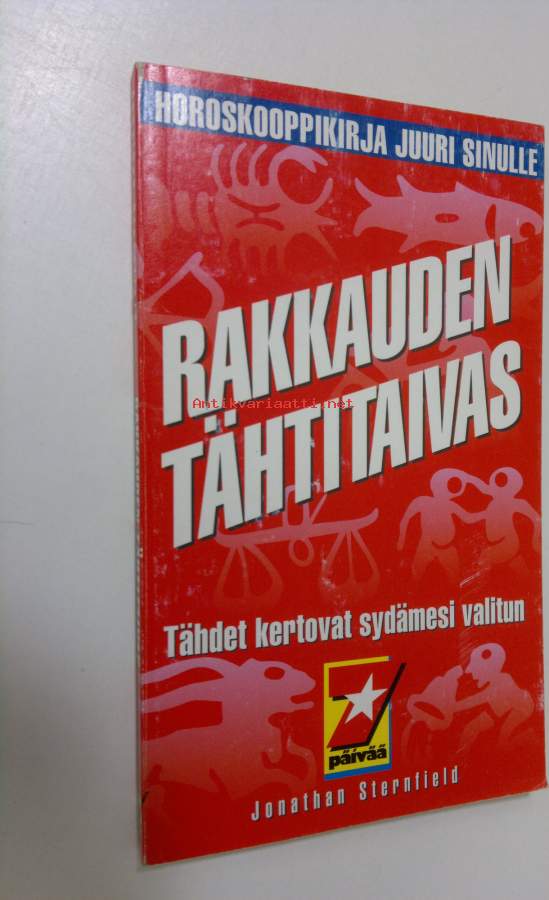 HOROSKOOPPIKIRJA JUURI SINULLE
RAKKAUDEN
Antikvariaatti.net
TÄHTITAIVAS
Tähdet kertovat sydämesi valitun
7
päivää
Jonathan Sternfield